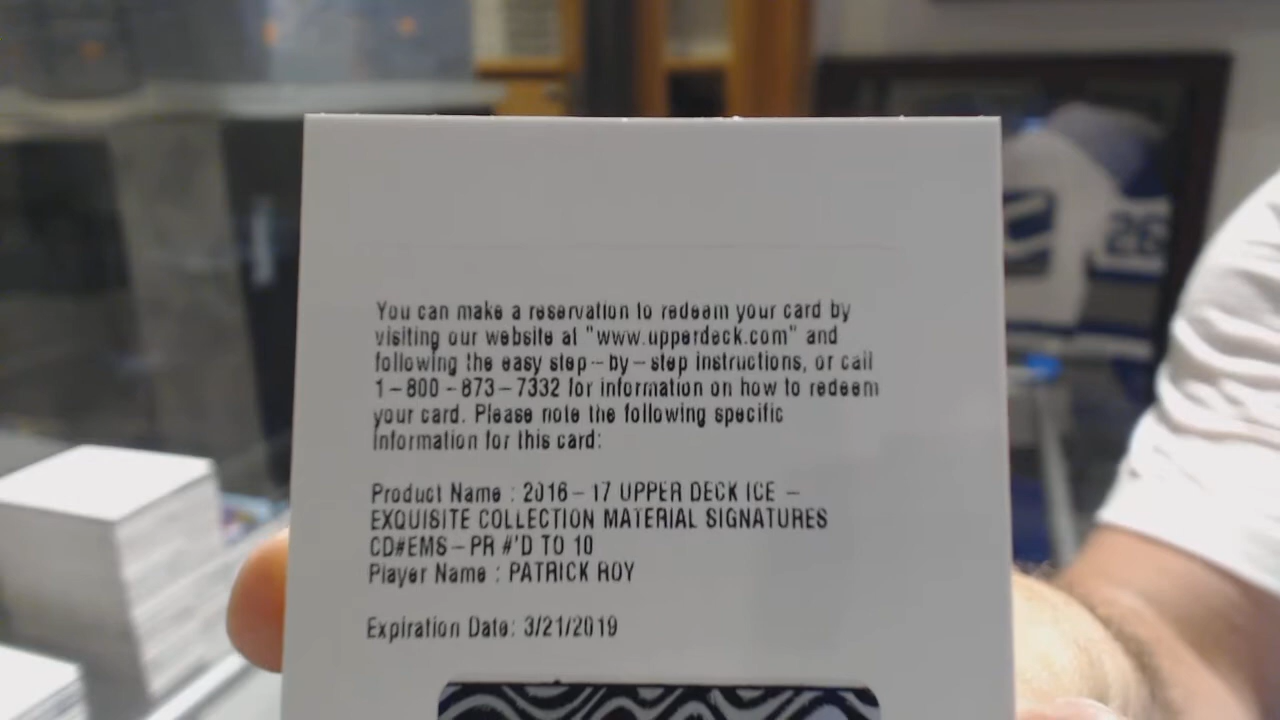 You can make a reservation to redeem your card by
visiting our website at "www.upperdeck.com" and
following the easy step-by-step instructions, or call
1-800-873-7332 for information on how to redeem
your card. Please note the following specific
information for this card:
Product Name : 2016-17 UPPER DECK ICE -
EXQUISITE COLLECTION MATERIAL SIGNATURES
CD#EMS-PR #'D TO 10
Player Name : PATRICK ROY
Expiration Date: 3/21/2019
26